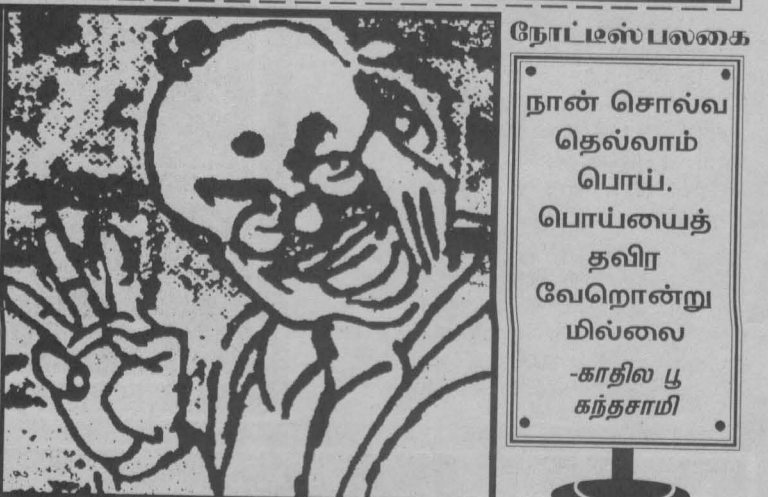 நோட்டீஸ் பலகை
நான் சொல்வ
தெல்லாம்
பொய்.
பொய்யைத்
தவிர
வேறொன்று
மில்லை
-காதில பூ
கந்தசாமி